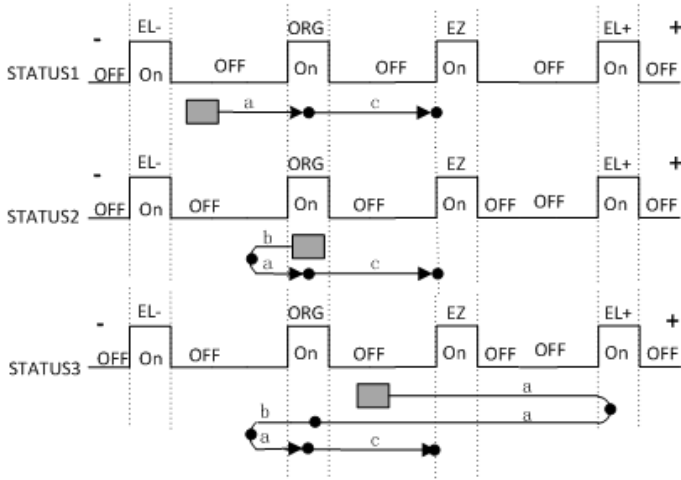 EL- ORG EZ EL+
- +
STATUS1 OFF On OFF On OFF On OFF On OFF
a c
EL- ORG EZ EL+
- +
STATUS2 OFF On OFF On OFF On OFF OFF On OFF
b
a c
EL- ORG EZ EL+
- +
STATUS3 OFF On OFF On OFF On OFF OFF On OFF
a
b a
a c